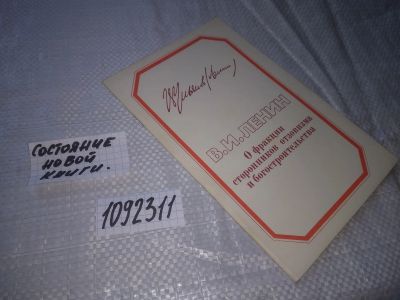 СОСТОЯНИЕ
НОВОЙ
КНИГИ.
1092311
В.И.ЛЕНИН
О фракции
сторонников отзовизма
и богостроительства